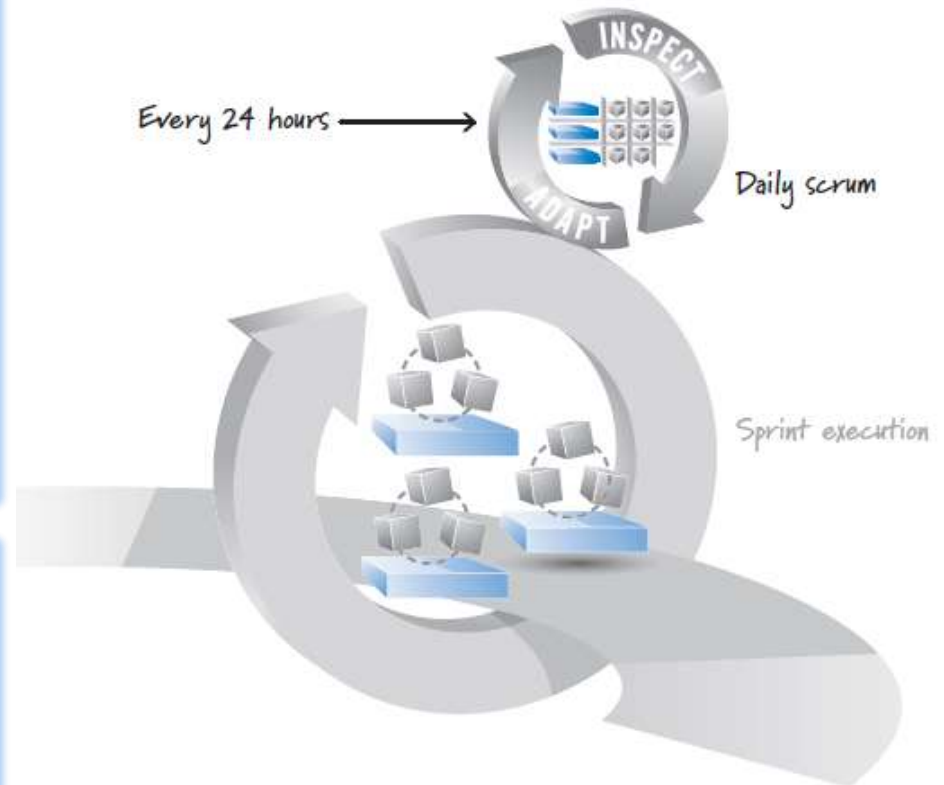 INSPECT
Every 24 hours
Daily scrum
ADAPT
Sprint execution